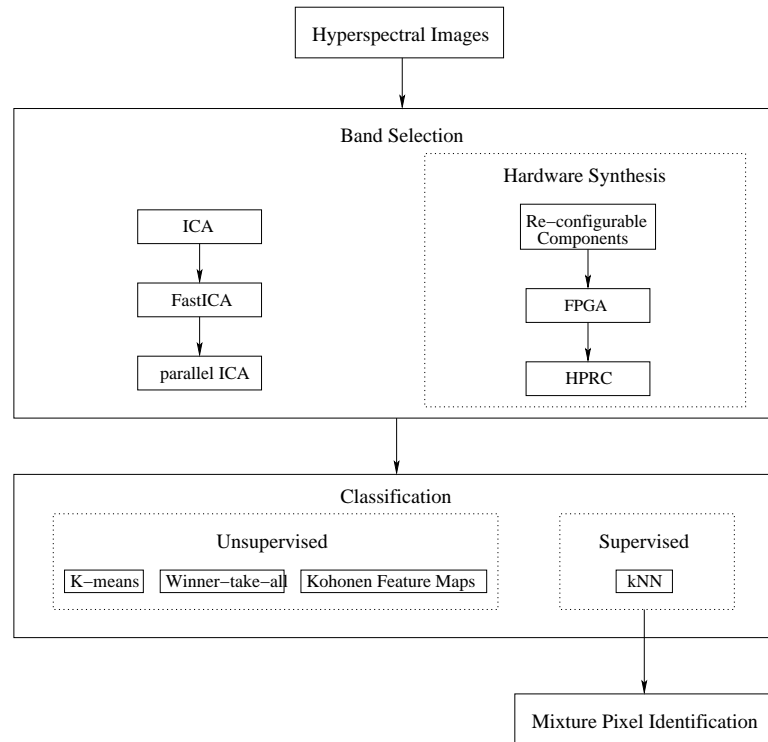 Hyperspectral Images
Band Selection
ICA
FastICA
parallel ICA
Hardware Synthesis
Re−configurable
Components
FPGA
HPRC
Classification
Unsupervised
K−means
Winner−take−all
Kohonen Feature Maps
Supervised
kNN
Mixture Pixel Identification